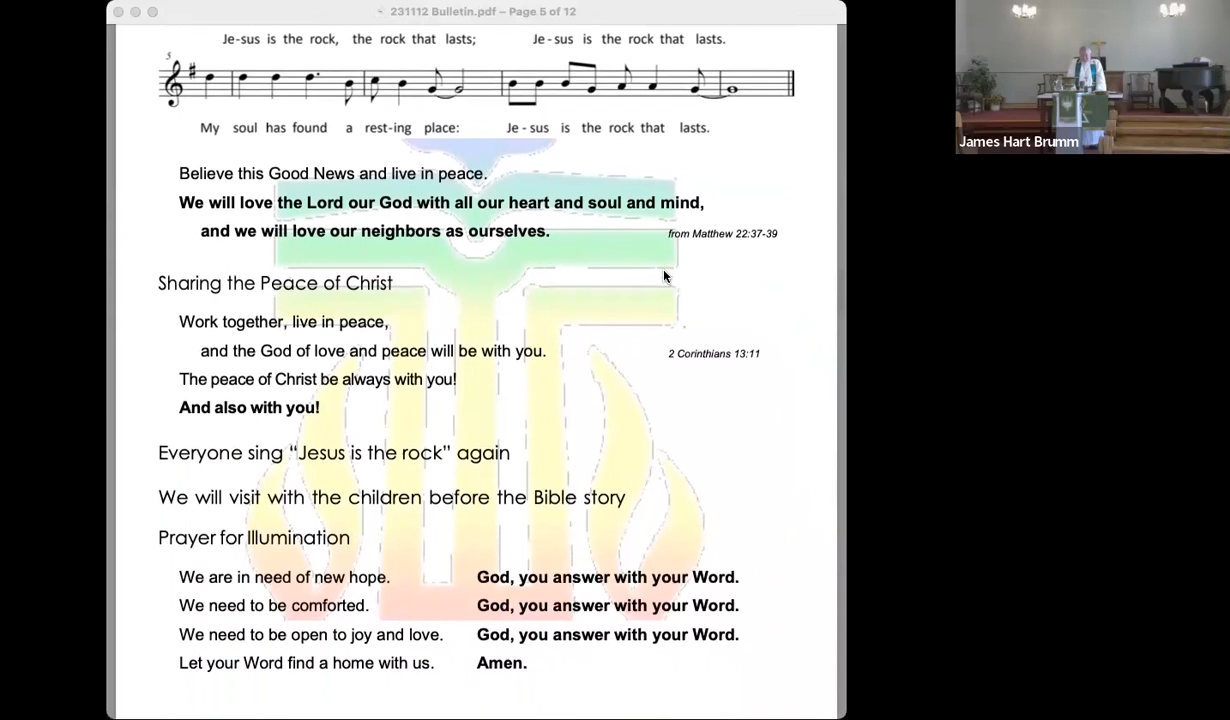 231112 Bulletin.pdf – Page 5 of 12
Je-sus is the rock, the rock that lasts; Je-sus is the rock that lasts.
5
My soul has found a rest-ing place: Je-sus is the rock that lasts.
Believe this Good News and live in peace.
We will love the Lord our God with all our heart and soul and mind,
and we will love our neighbors as ourselves. from Matthew 22:37-39
Sharing the Peace of Christ
Work together, live in peace,
and the God of love and peace will be with you. 2 Corinthians 13:11
The peace of Christ be always with you!
And also with you!
Everyone sing “Jesus is the rock” again
We will visit with the children before the Bible story
Prayer for Illumination
We are in need of new hope. God, you answer with your Word.
We need to be comforted. God, you answer with your Word.
We need to be open to joy and love. God, you answer with your Word.
Let your Word find a home with us. Amen.
James Hart Brumm